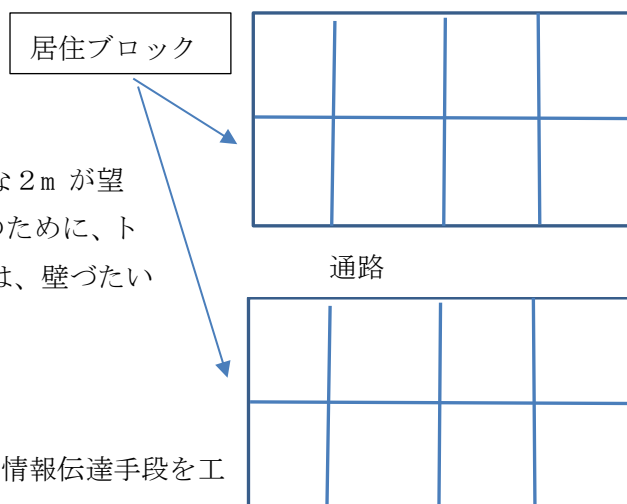 居住ブロック
な２m が望
のために、ト
は、壁づたい
通路
情報伝達手段を工